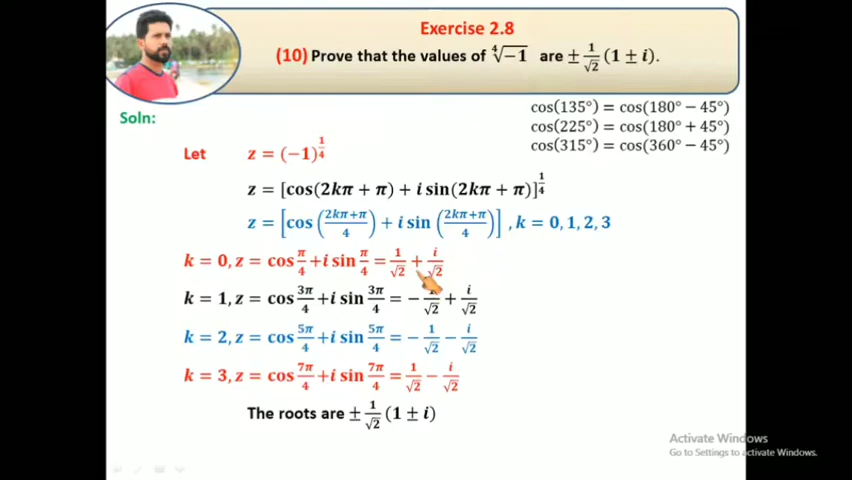 Exercise 2.8
(10) Prove that the values of ∜−1 are ± 1/√2 (1 ± i).
cos(135°) = cos(180° − 45°)
cos(225°) = cos(180° + 45°)
cos(315°) = cos(360° − 45°)
Soln:
Let z = (−1)^(1/4)
z = [cos(2kπ + π) + i sin(2kπ + π)]^(1/4)
z = [cos ((2kπ+π)/4) + i sin ((2kπ+π)/4)] , k = 0, 1, 2, 3
k = 0, z = cos π/4 + i sin π/4 = 1/√2 + i/√2
k = 1, z = cos 3π/4 + i sin 3π/4 = − 1/√2 + i/√2
k = 2, z = cos 5π/4 + i sin 5π/4 = − 1/√2 − i/√2
k = 3, z = cos 7π/4 + i sin 7π/4 = 1/√2 − i/√2
The roots are ± 1/√2 (1 ± i)
Activate Windows
Go to Settings to activate Windows.